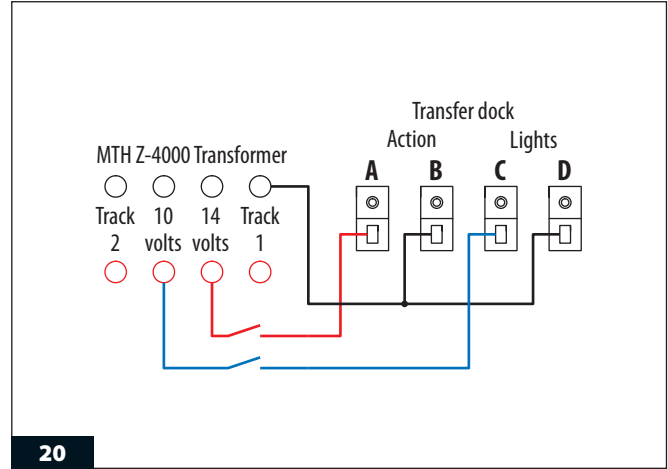 Transfer dock
Action Lights
MTH Z-4000 Transformer
A B C D
Track 10 14 Track
2 volts volts 1
20